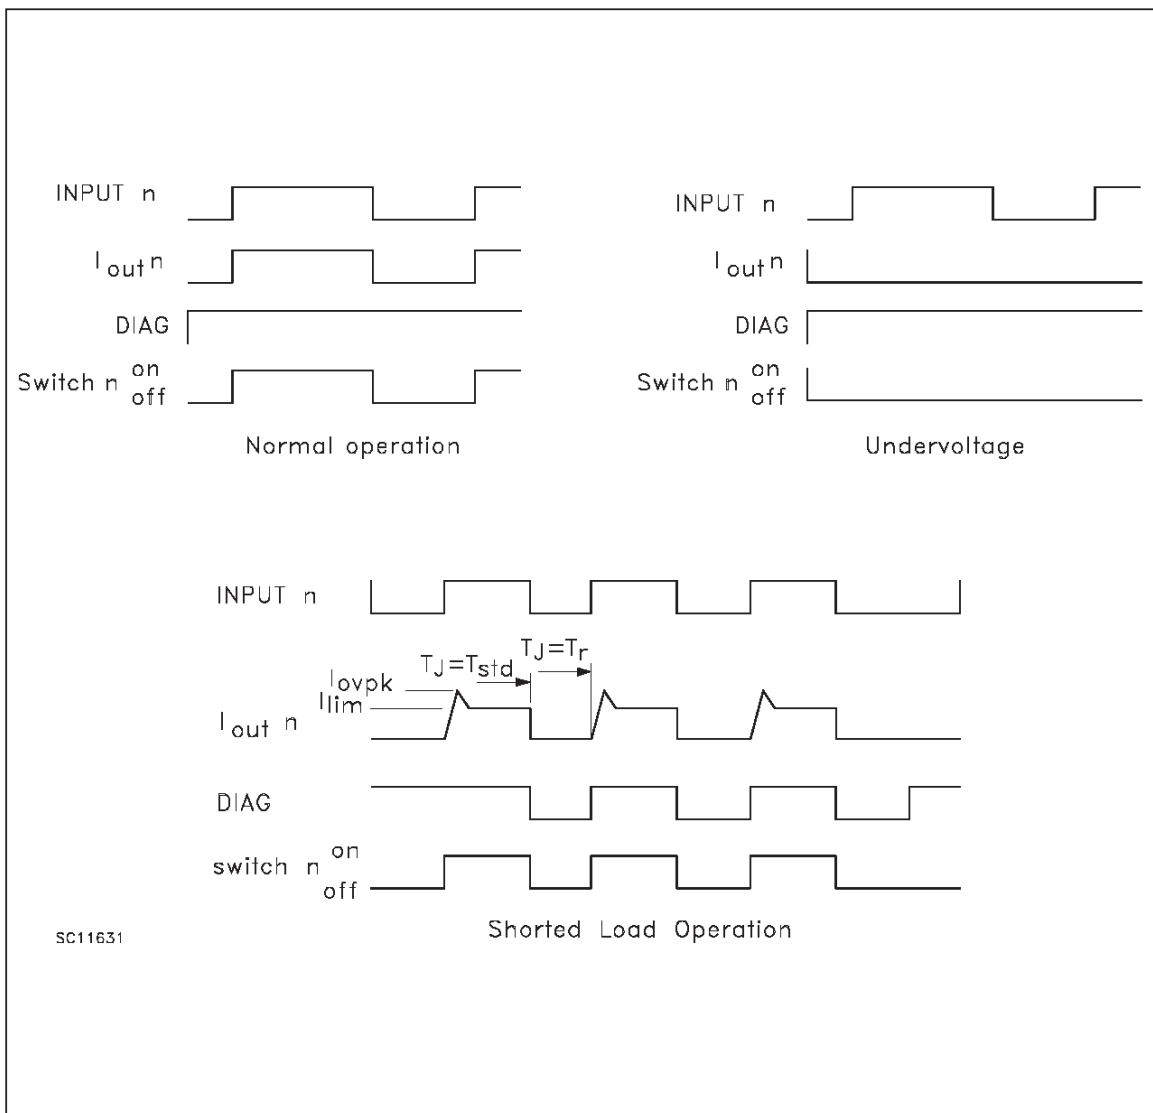 INPUT n
I out n
DIAG
Switch n on off
Normal operation
INPUT n
I out n
DIAG
Switch n on off
Undervoltage
INPUT n
TJ=Tstd
TJ=Tr
Iovpk
Ilim
I out n
DIAG
switch n on off
Shorted Load Operation
SC11631